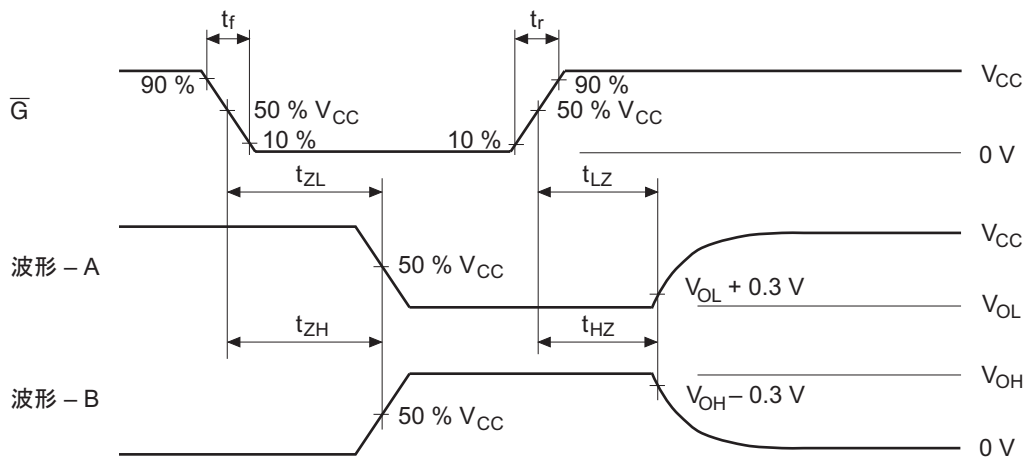 tf
tr
VCC
90 %
90 %
G
50 % VCC
50 % VCC
10 %
10 %
0 V
tZL
tLZ
VCC
波形 – A
50 % VCC
VOL + 0.3 V
VOL
tZH
tHZ
VOH
VOH – 0.3 V
波形 – B
50 % VCC
0 V